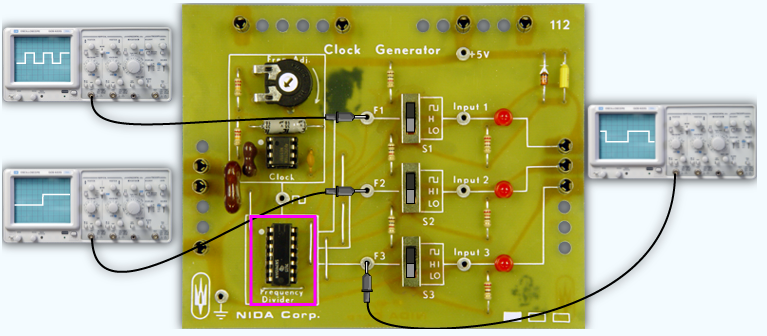 112
Clock Generator
Freq Adj.
+5V
F1
Input 1
HI
LO
S1
Clock
F2
Input 2
HI
LO
S2
F3
Input 3
HI
LO
S3
Frequency
Divider
NIDA Corp.